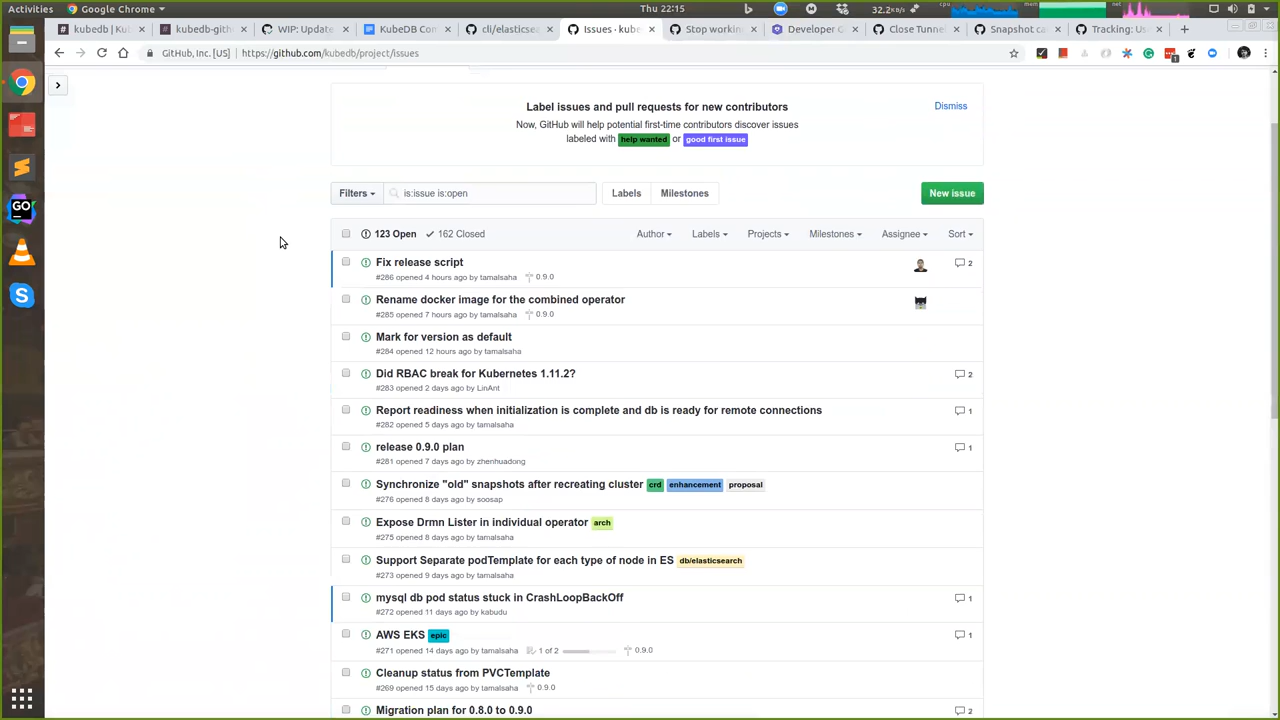 Activities
Google Chrome
Thu 22:15
32.2KB/s
cpu
mem
net
kubedb | Kub
kubedb-githu
WIP: Update
KubeDB Com
cli/elasticsea
Issues · kube
Stop working
Developer G
Close Tunnel
Snapshot ca
Tracking: Us
GitHub, Inc. [US]
https://github.com/kubedb/project/issues
Label issues and pull requests for new contributors
Dismiss
Now, GitHub will help potential first-time contributors discover issues
labeled with help wanted or good first issue
Filters
is:issue is:open
Labels
Milestones
New issue
123 Open
162 Closed
Author
Labels
Projects
Milestones
Assignee
Sort
Fix release script
2
#286 opened 4 hours ago by tamalsaha 0.9.0
Rename docker image for the combined operator
#285 opened 7 hours ago by tamalsaha 0.9.0
Mark for version as default
#284 opened 12 hours ago by tamalsaha
Did RBAC break for Kubernetes 1.11.2?
2
#283 opened 2 days ago by LinAnt
Report readiness when initialization is complete and db is ready for remote connections
1
#282 opened 5 days ago by tamalsaha
release 0.9.0 plan
1
#281 opened 7 days ago by zhenhuadong
Synchronize "old" snapshots after recreating cluster crd enhancement proposal
#276 opened 8 days ago by soosap
Expose Drmn Lister in individual operator arch
#275 opened 8 days ago by tamalsaha
Support Separate podTemplate for each type of node in ES db/elasticsearch
#273 opened 9 days ago by tamalsaha
mysql db pod status stuck in CrashLoopBackOff
1
#272 opened 11 days ago by kabudu
AWS EKS epic
1
#271 opened 14 days ago by tamalsaha 1 of 2 0.9.0
Cleanup status from PVCTemplate
#269 opened 15 days ago by tamalsaha 0.9.0
Migration plan for 0.8.0 to 0.9.0
2
GO